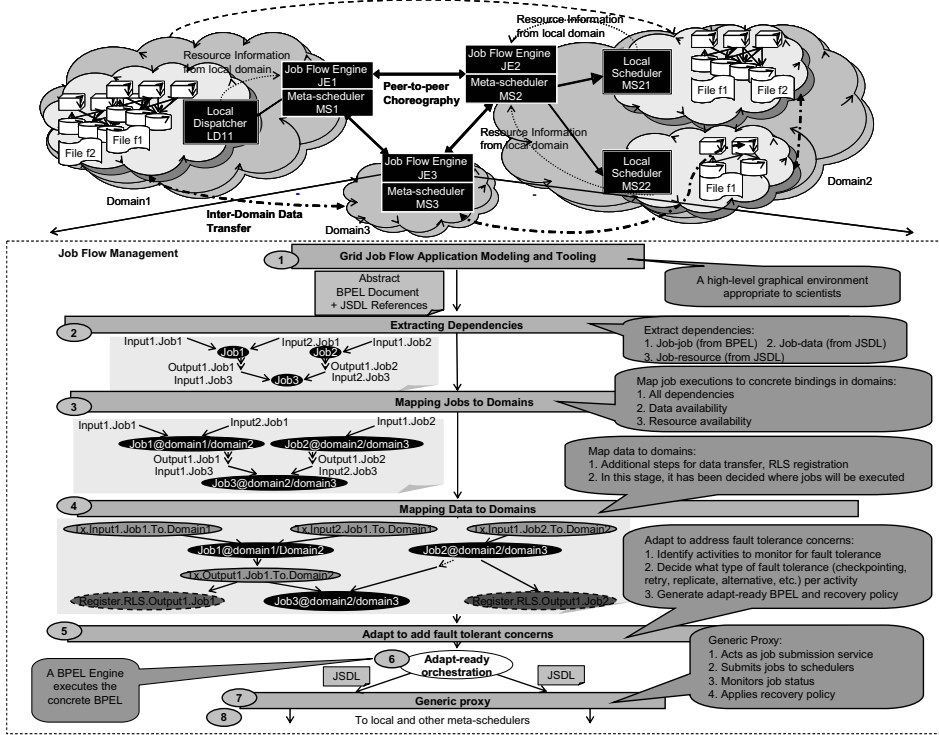 Resource Information
from local domain
Job Flow Engine
JE1
Meta-scheduler
MS1
Local
Dispatcher
LD11
File f1
File f2
Domain1
Peer-to-peer
Choreography
Resource Information
from local domain
Job Flow Engine
JE2
Meta-scheduler
MS2
Local
Scheduler
MS21
File f1
File f2
Resource Information
from local domain
Local
Scheduler
MS22
File f1
Domain2
Job Flow Engine
JE3
Meta-scheduler
MS3
Domain3
Inter-Domain Data
Transfer
Job Flow Management
1
Grid Job Flow Application Modeling and Tooling
A high-level graphical environment
appropriate to scientists
Abstract
BPEL Document
+ JSDL References
2
Extracting Dependencies
Extract dependencies:
1. Job-job (from BPEL) 2. Job-data (from JSDL)
3. Job-resource (from JSDL)
Input1.Job1
Input2.Job1
Input1.Job2
Job1
Job2
Output1.Job1
Input1.Job3
Output1.Job2
Input2.Job3
Job3
Map job executions to concrete bindings in domains:
1. All dependencies
2. Data availability
3. Resource availability
3
Mapping Jobs to Domains
Input1.Job1
Input2.Job1
Input1.Job2
Job1@domain1/domain2
Job2@domain2/domain3
Output1.Job1
Input1.Job3
Output1.Job2
Input2.Job3
Job3@domain2/domain3
Map data to domains:
1. Additional steps for data transfer, RLS registration
2. In this stage, it has been decided where jobs will be executed
4
Mapping Data to Domains
Tx.Input1.Job1.To.Domain1
Tx.Input2.Job1.To.Domain1
Tx.Input1.Job2.To.Domain2
Job1@domain1/Domain2
Job2@domain2/domain3
Tx.Output1.Job1.To.Domain2
Register.RLS.Output1.Job1
Job3@domain2/domain3
Register.RLS.Output1.Job2
Adapt to address fault tolerance concerns:
1. Identify activities to monitor for fault tolerance
2. Decide what type of fault tolerance (checkpointing,
retry, replicate, alternative, etc.) per activity
3. Generate adapt-ready BPEL and recovery policy
5
Adapt to add fault tolerant concerns
6
Adapt-ready
orchestration
A BPEL Engine
executes the
concrete BPEL
JSDL
JSDL
Generic Proxy:
1. Acts as job submission service
2. Submits jobs to schedulers
3. Monitors job status
4. Applies recovery policy
7
Generic proxy
8
To local and other meta-schedulers